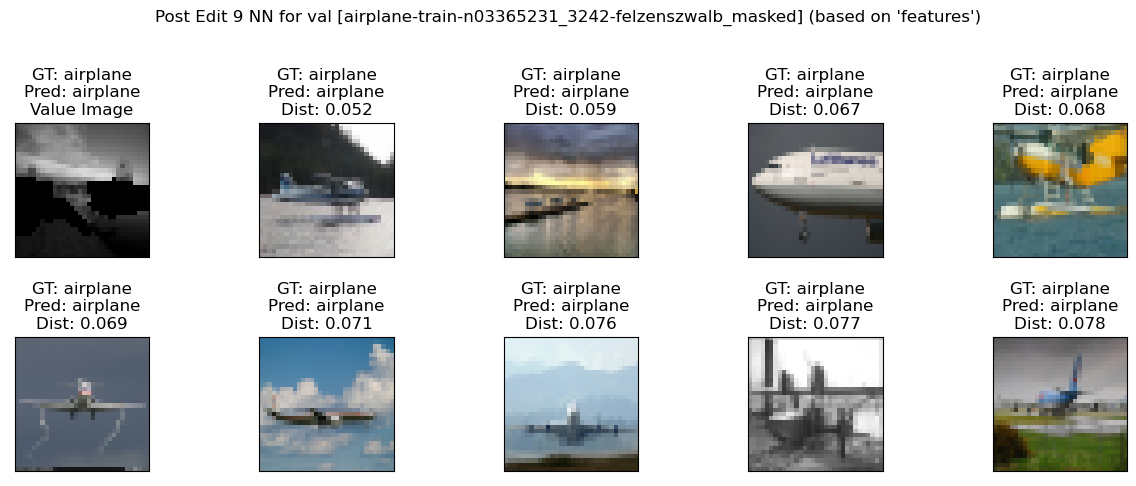 Post Edit 9 NN for val [airplane-train-n03365231_3242-felzenszwalb_masked] (based on 'features')
GT: airplane
Pred: airplane
Value Image
GT: airplane
Pred: airplane
Dist: 0.052
GT: airplane
Pred: airplane
Dist: 0.059
GT: airplane
Pred: airplane
Dist: 0.067
Lufthansa
GT: airplane
Pred: airplane
Dist: 0.068
GT: airplane
Pred: airplane
Dist: 0.069
GT: airplane
Pred: airplane
Dist: 0.071
GT: airplane
Pred: airplane
Dist: 0.076
GT: airplane
Pred: airplane
Dist: 0.077
GT: airplane
Pred: airplane
Dist: 0.078